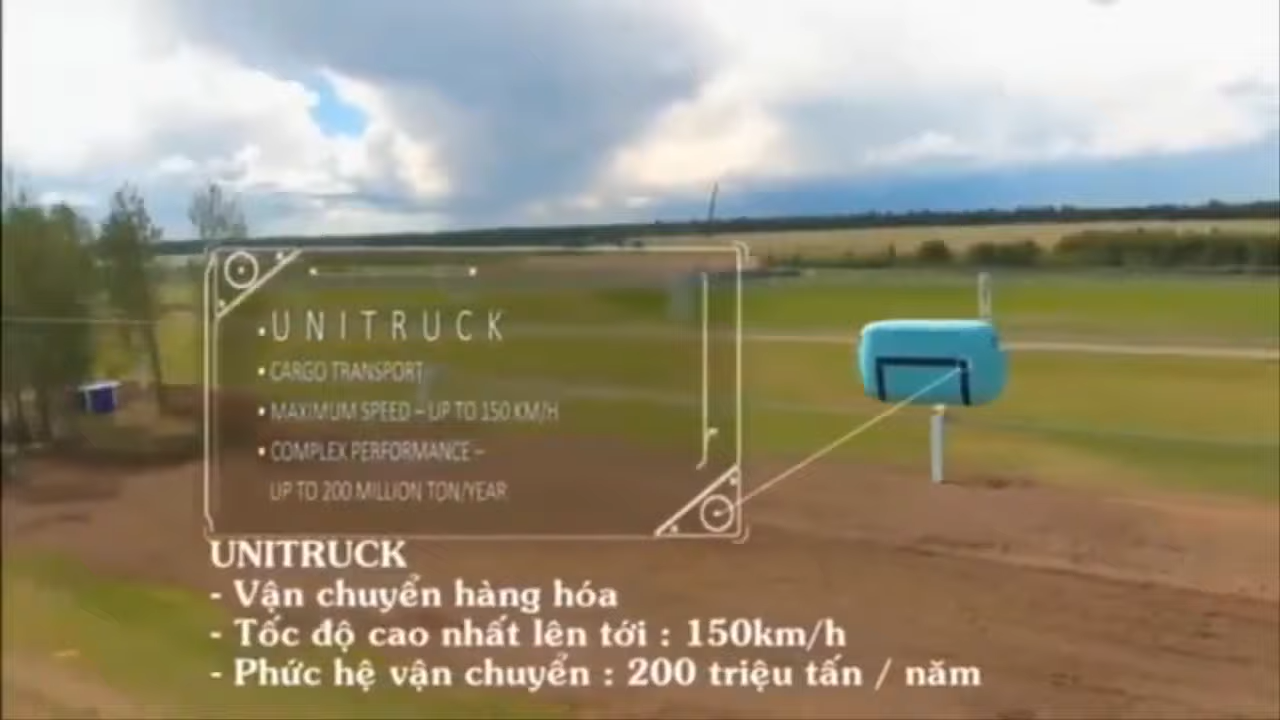 • UNITRUCK
• CARGO TRANSPORT
• MAXIMUM SPEED – UP TO 150 KM/H
• COMPLEX PERFORMANCE –
UP TO 200 MILLION TON/YEAR
UNITRUCK
- Vận chuyển hàng hóa
- Tốc độ cao nhất lên tới : 150km/h
- Phức hệ vận chuyển : 200 triệu tấn / năm